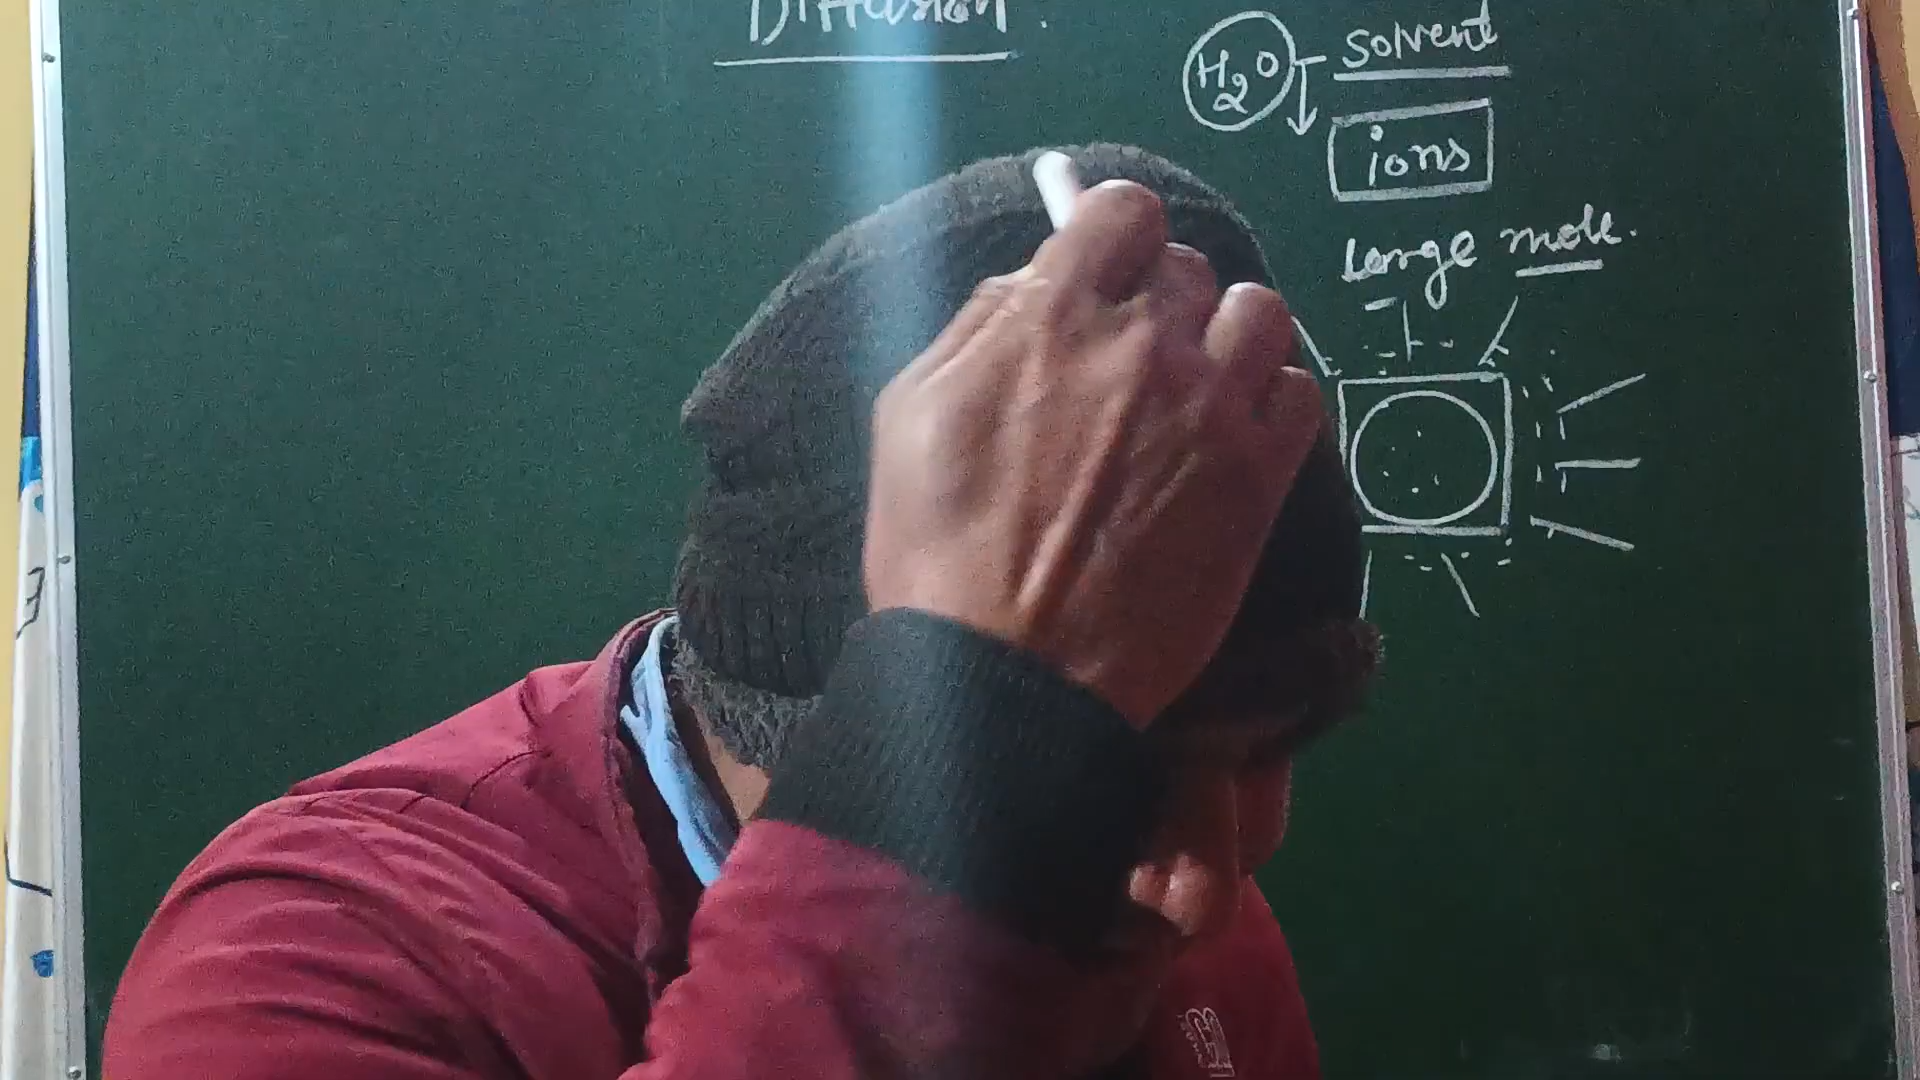 Diffusion.
H2O
solvent
ions
Large mole.